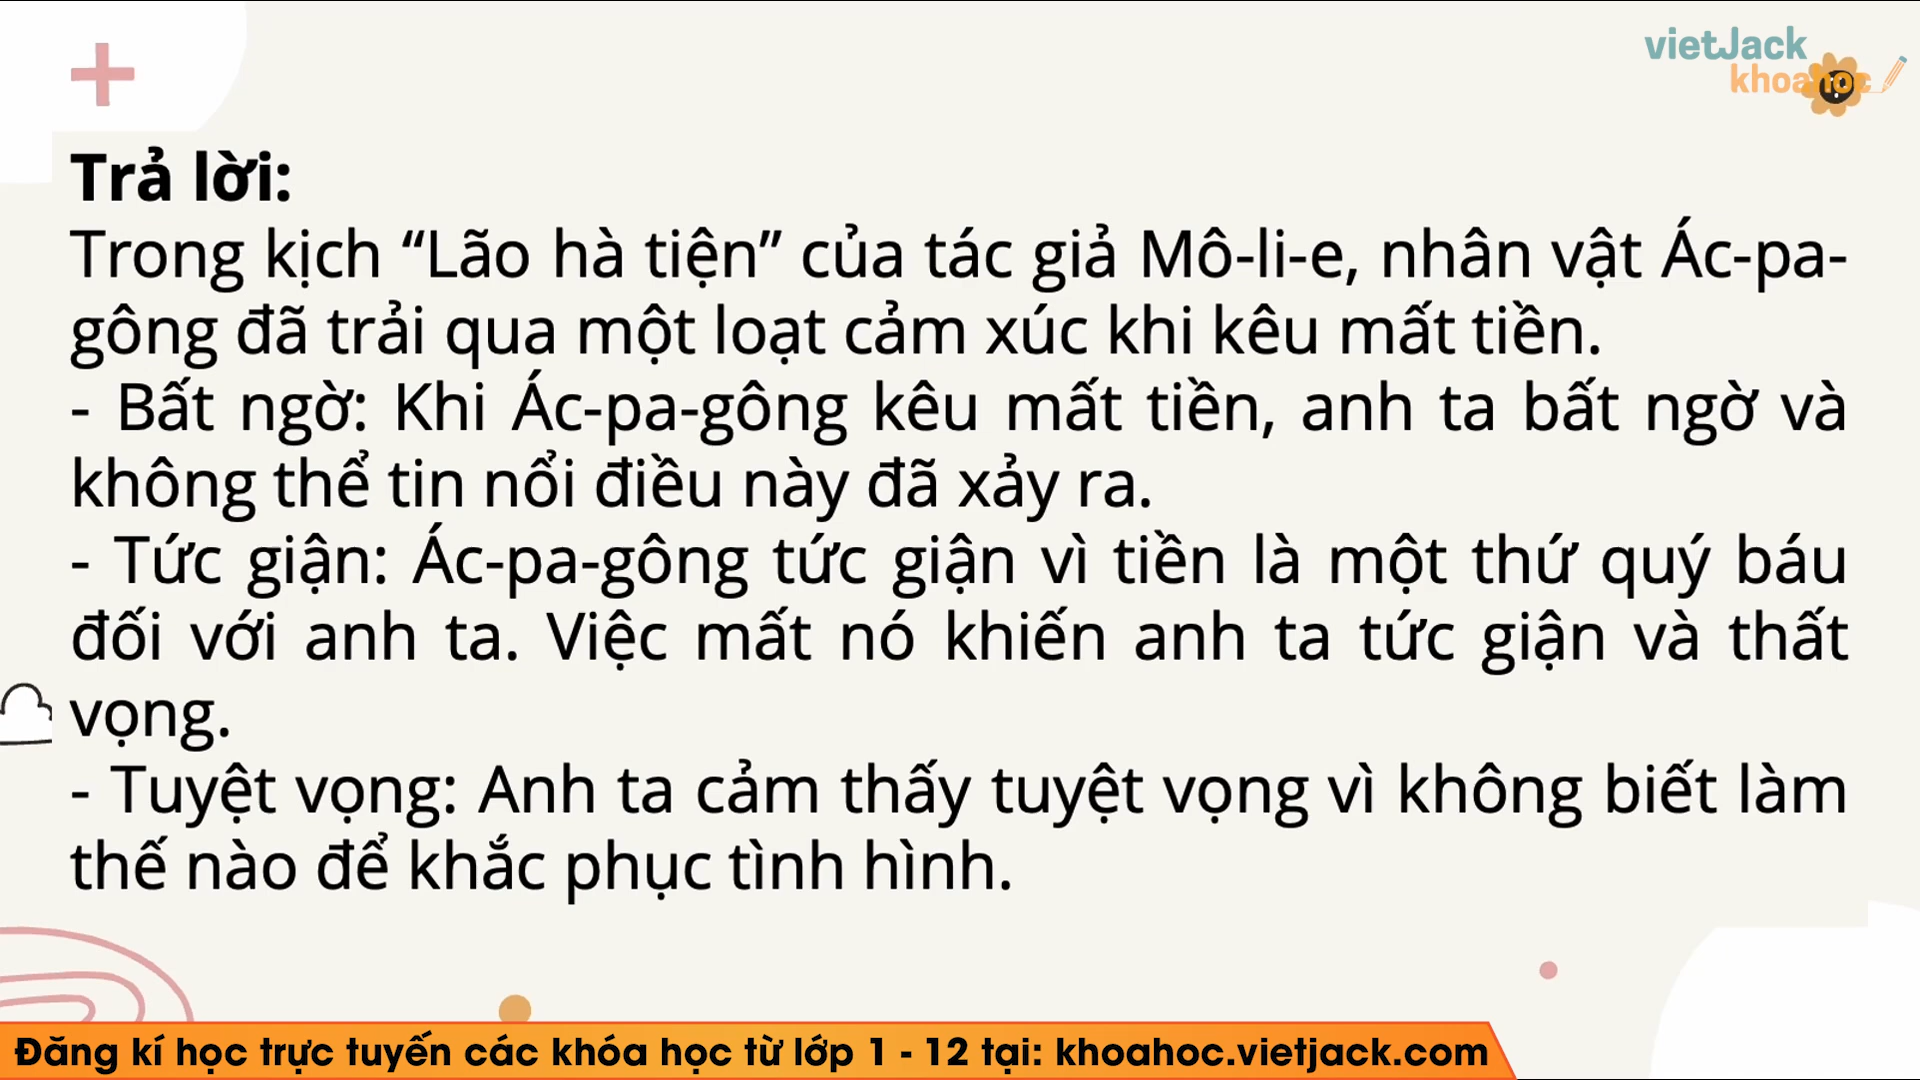 vietJack
khoahoc
Trả lời:
Trong kịch “Lão hà tiện” của tác giả Mô-li-e, nhân vật Ác-pa-
gông đã trải qua một loạt cảm xúc khi kêu mất tiền.
- Bất ngờ: Khi Ác-pa-gông kêu mất tiền, anh ta bất ngờ và
không thể tin nổi điều này đã xảy ra.
- Tức giận: Ác-pa-gông tức giận vì tiền là một thứ quý báu
đối với anh ta. Việc mất nó khiến anh ta tức giận và thất
vọng.
- Tuyệt vọng: Anh ta cảm thấy tuyệt vọng vì không biết làm
thế nào để khắc phục tình hình.
Đăng kí học trực tuyến các khóa học từ lớp 1 - 12 tại: khoahoc.vietjack.com